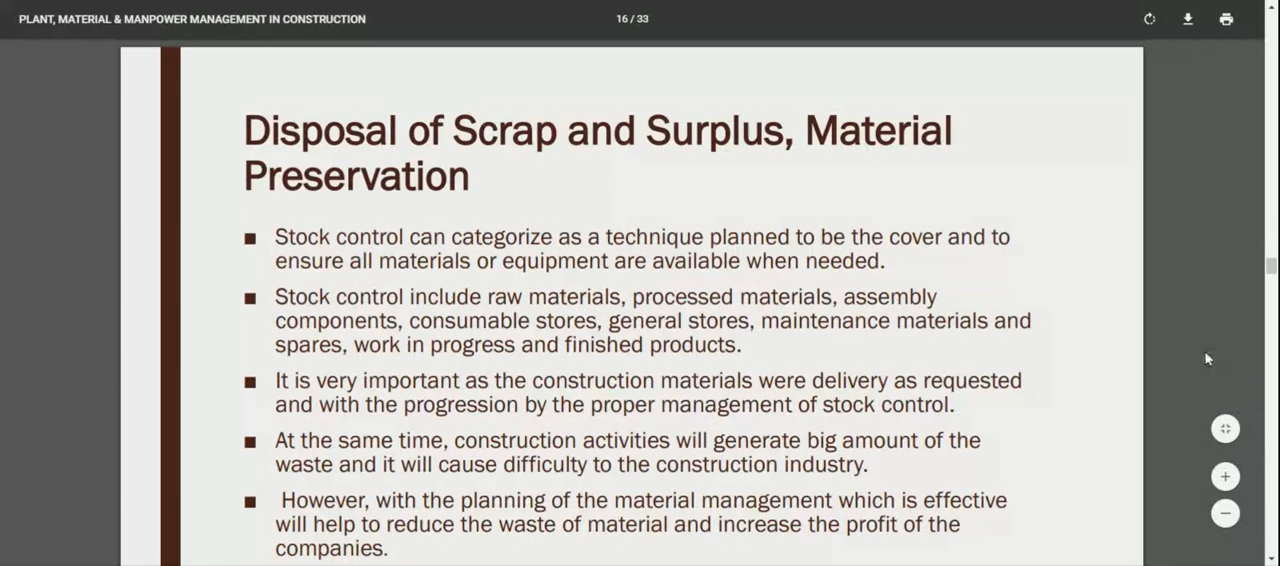 PLANT, MATERIAL & MANPOWER MANAGEMENT IN CONSTRUCTION
16 / 33
Disposal of Scrap and Surplus, Material
Preservation
■ Stock control can categorize as a technique planned to be the cover and to
ensure all materials or equipment are available when needed.
■ Stock control include raw materials, processed materials, assembly
components, consumable stores, general stores, maintenance materials and
spares, work in progress and finished products.
■ It is very important as the construction materials were delivery as requested
and with the progression by the proper management of stock control.
■ At the same time, construction activities will generate big amount of the
waste and it will cause difficulty to the construction industry.
■ However, with the planning of the material management which is effective
will help to reduce the waste of material and increase the profit of the
companies.